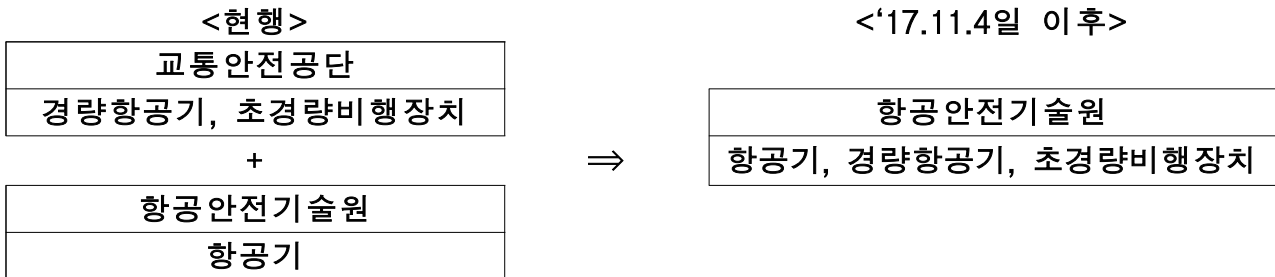 <현행>
교통안전공단
경량항공기, 초경량비행장치
+
항공안전기술원
항공기
⇒
<‘17.11.4일 이후>
항공안전기술원
항공기, 경량항공기, 초경량비행장치